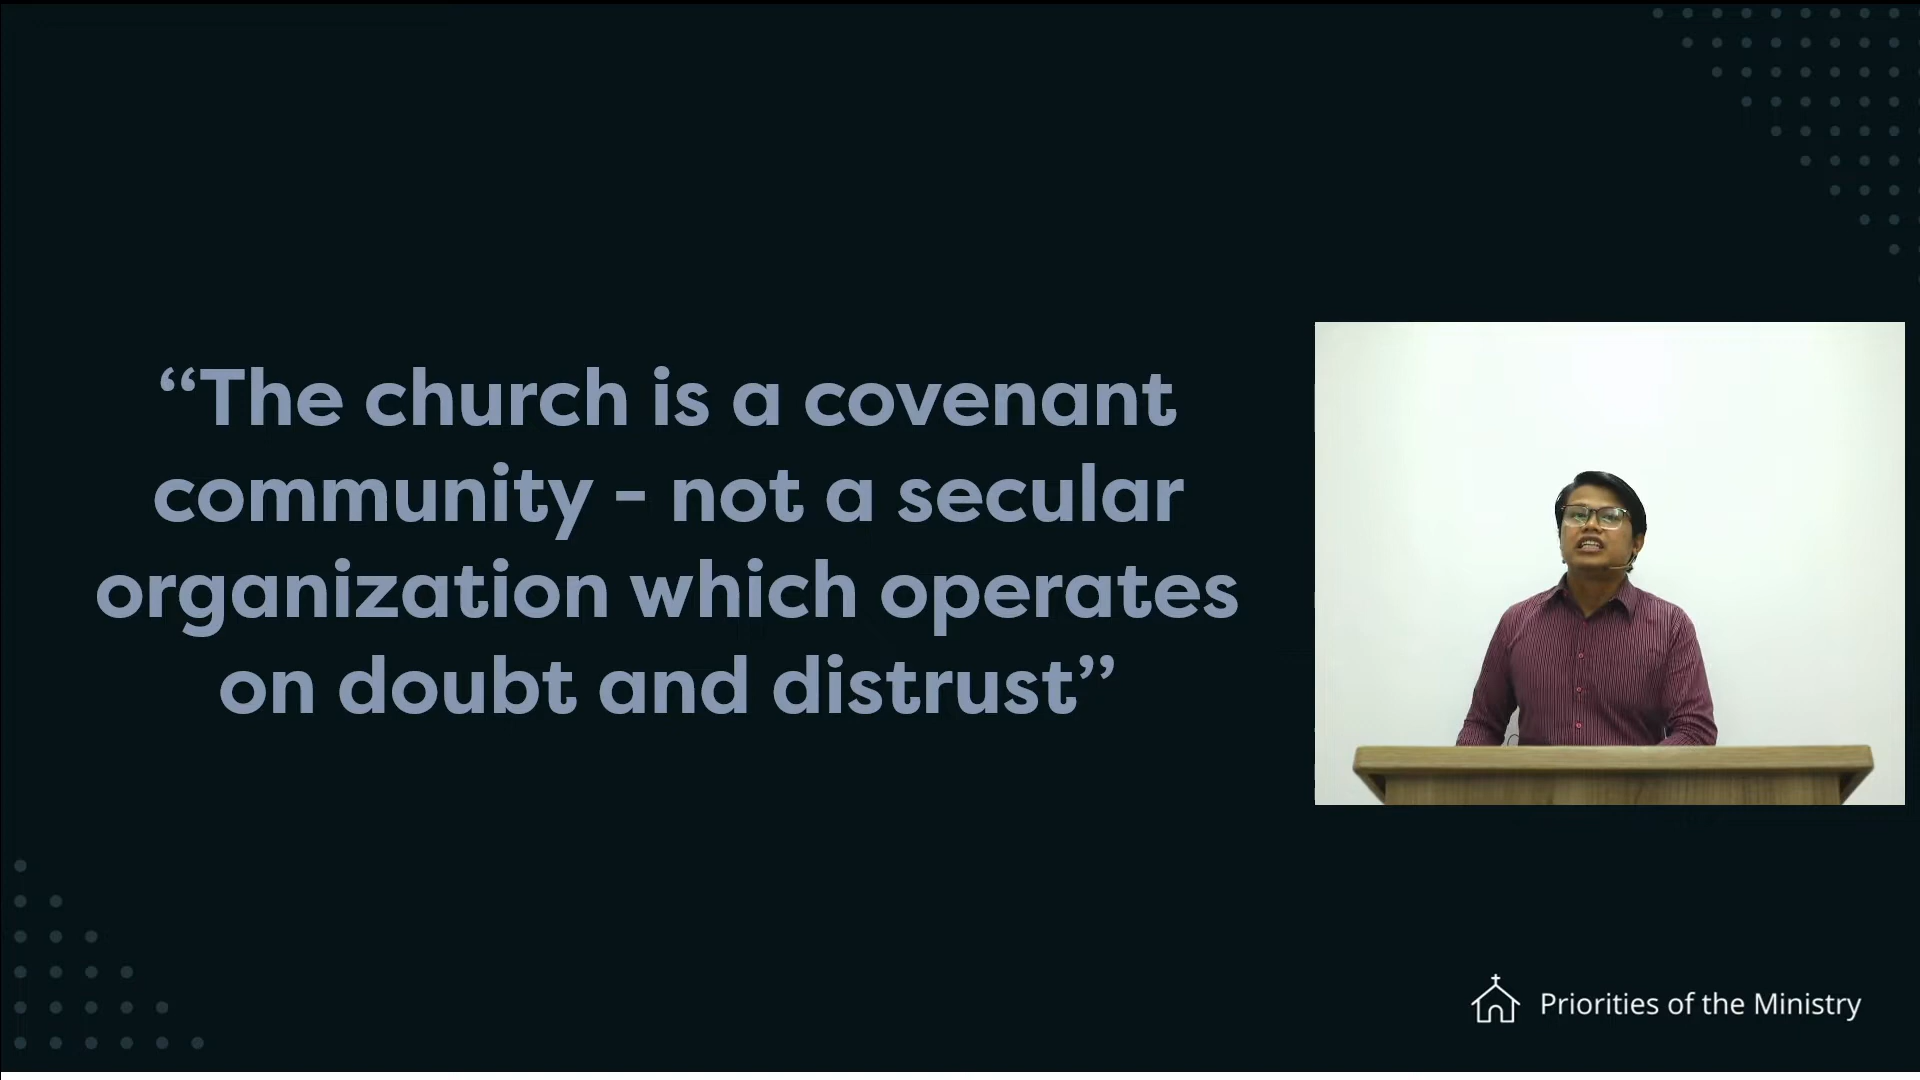 “The church is a covenant
community - not a secular
organization which operates
on doubt and distrust”
Priorities of the Ministry